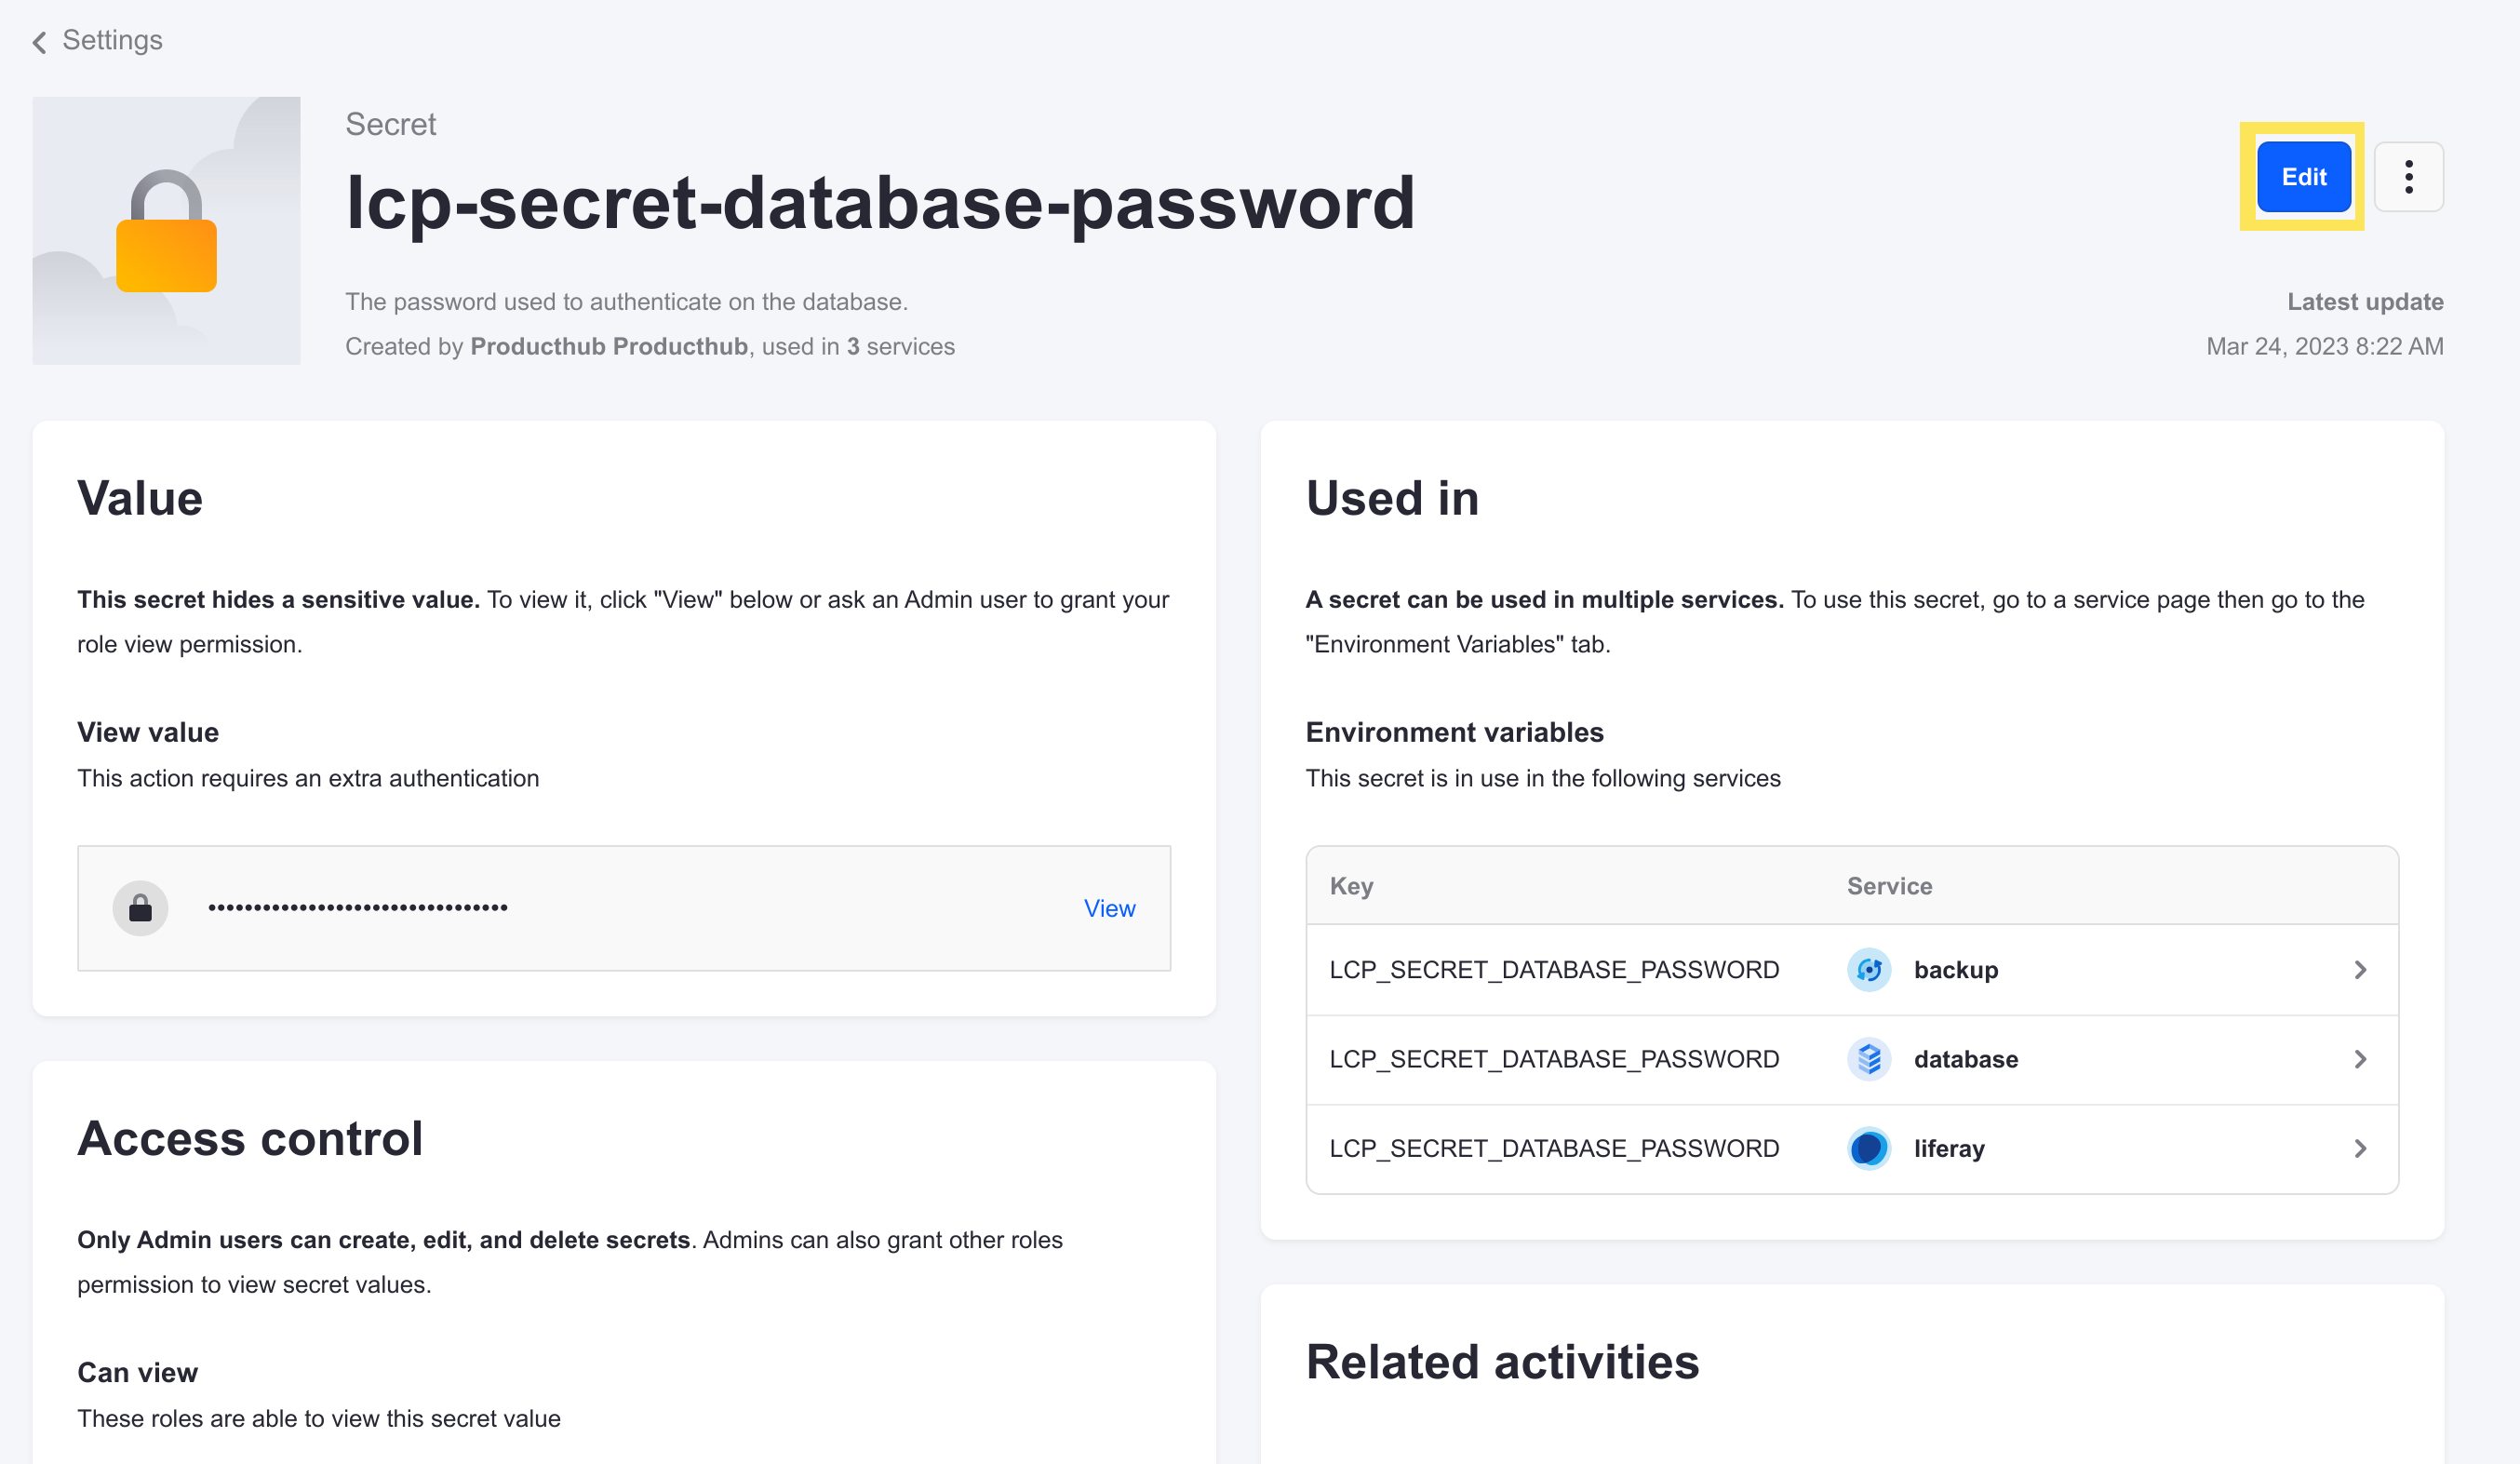 Settings
Secret
lcp-secret-database-password
Edit
The password used to authenticate on the database.
Latest update
Created by Producthub Producthub, used in 3 services
Mar 24, 2023 8:22 AM
Value
This secret hides a sensitive value. To view it, click "View" below or ask an Admin user to grant your
role view permission.
View value
This action requires an extra authentication
•••••••••••••••••••••••••••••••••
View
Access control
Only Admin users can create, edit, and delete secrets. Admins can also grant other roles
permission to view secret values.
Can view
These roles are able to view this secret value
Used in
A secret can be used in multiple services. To use this secret, go to a service page then go to the
"Environment Variables" tab.
Environment variables
This secret is in use in the following services
Key Service
LCP_SECRET_DATABASE_PASSWORD backup
LCP_SECRET_DATABASE_PASSWORD database
LCP_SECRET_DATABASE_PASSWORD liferay
Related activities